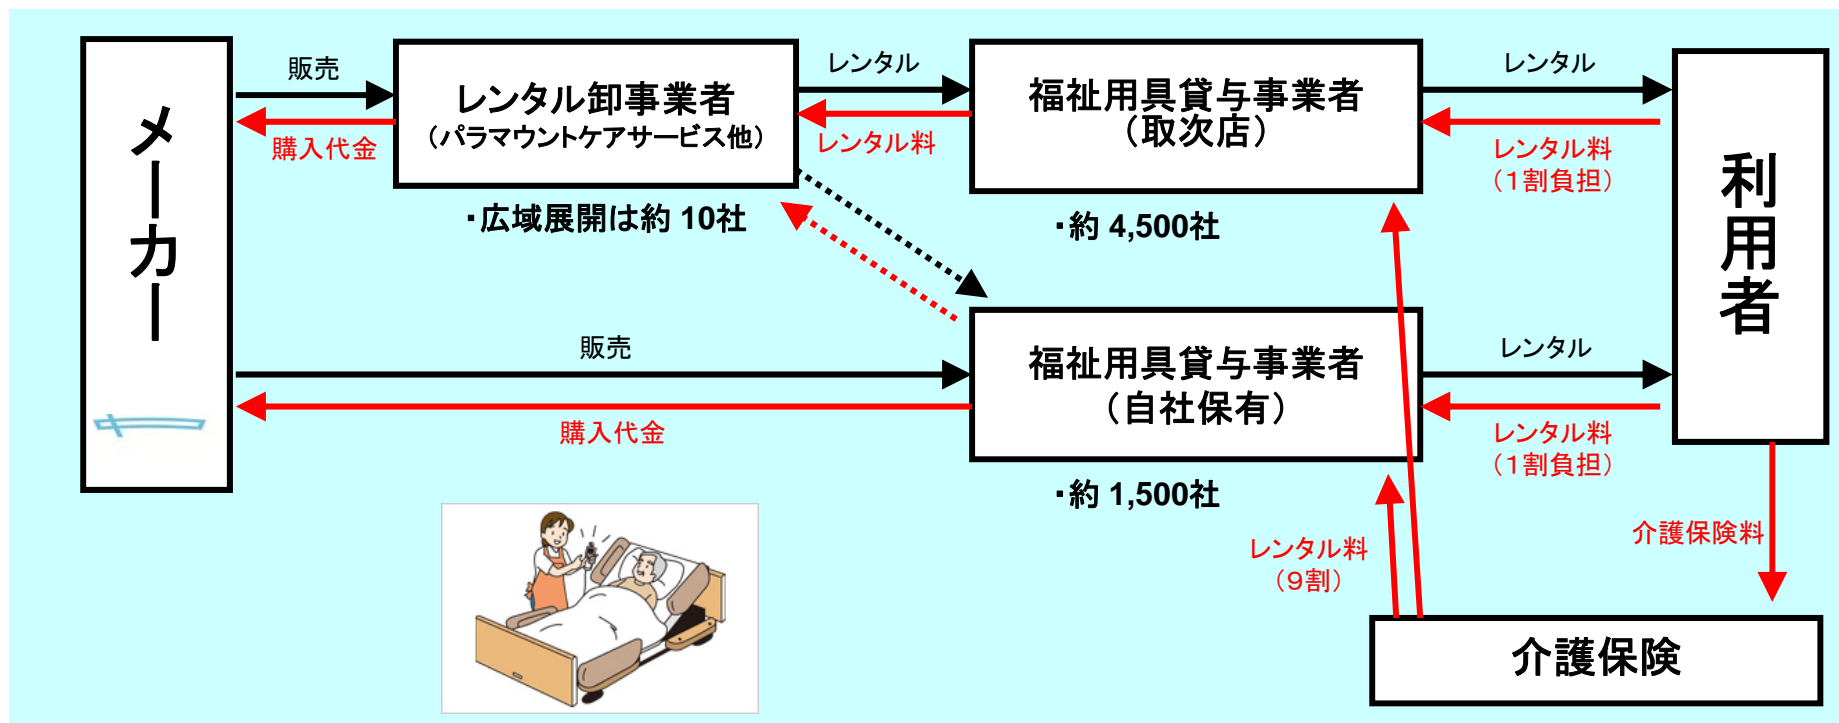 メーカー
販売
購入代金
レンタル卸事業者
（パラマウントケアサービス他）
・広域展開は約 10社
レンタル
レンタル料
福祉用具貸与事業者
（取次店）
・約 4,500社
レンタル
レンタル料
（１割負担）
利用者
販売
購入代金
福祉用具貸与事業者
（自社保有）
・約 1,500社
レンタル
レンタル料
（１割負担）
レンタル料
（９割）
介護保険料
介護保険